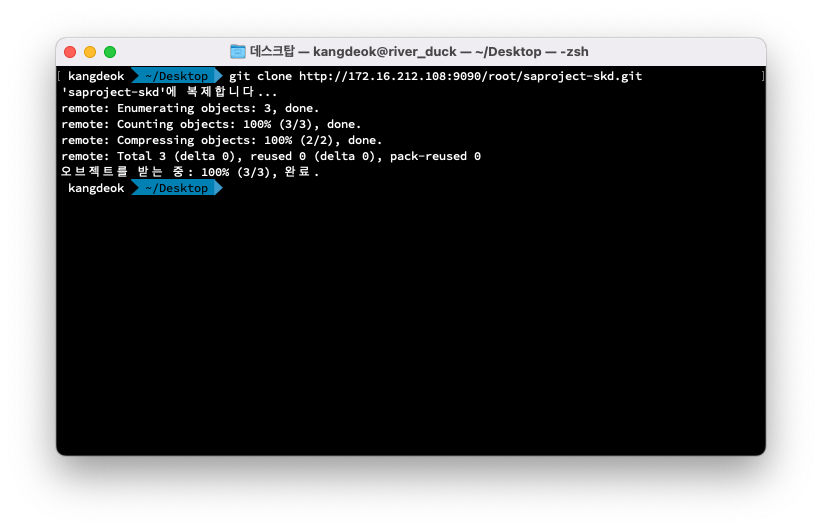 데스크탑 — kangdeok@river_duck — ~/Desktop — -zsh
[ kangdeok ~/Desktop git clone http://172.16.212.108:9090/root/saproject-skd.git ]
'saproject-skd'에 복제합니다...
remote: Enumerating objects: 3, done.
remote: Counting objects: 100% (3/3), done.
remote: Compressing objects: 100% (2/2), done.
remote: Total 3 (delta 0), reused 0 (delta 0), pack-reused 0
오브젝트를 받는 중: 100% (3/3), 완료.
kangdeok ~/Desktop